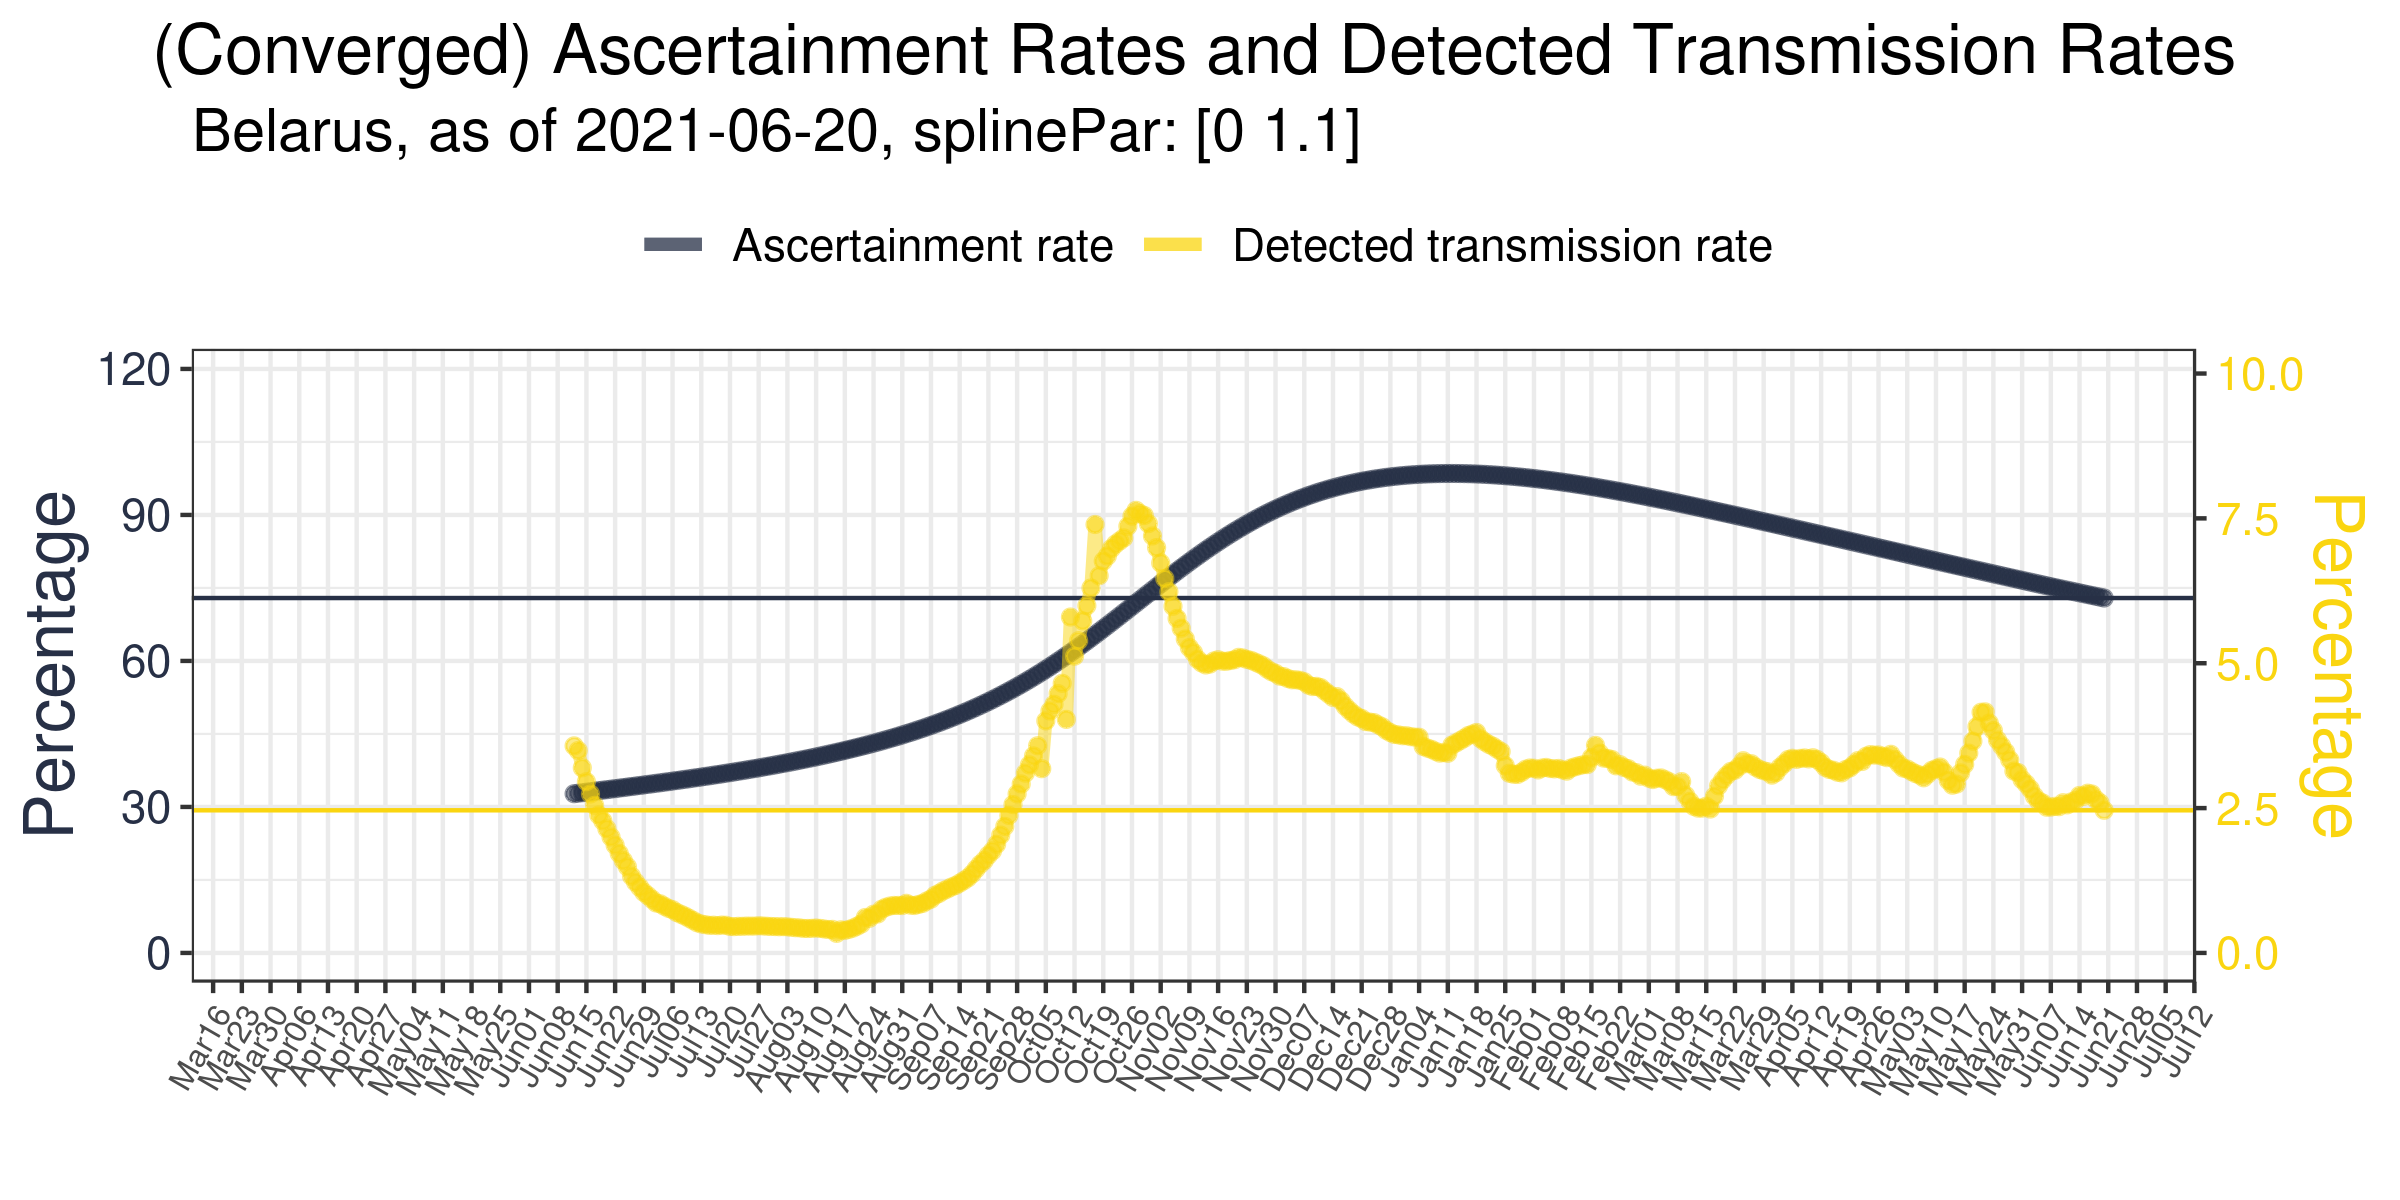 (Converged) Ascertainment Rates and Detected Transmission Rates
Belarus, as of 2021-06-20, splinePar: [0 1.1]
Ascertainment rate
Detected transmission rate
Percentage
120
90
60
30
0
10.0
7.5
5.0
2.5
0.0
Percentage
Mar16
Mar23
Mar30
Apr06
Apr13
Apr20
Apr27
May04
May11
May18
May25
Jun01
Jun08
Jun15
Jun22
Jun29
Jul06
Jul13
Jul20
Jul27
Aug03
Aug10
Aug17
Aug24
Aug31
Sep07
Sep14
Sep21
Sep28
Oct05
Oct12
Oct19
Oct26
Nov02
Nov09
Nov16
Nov23
Nov30
Dec07
Dec14
Dec21
Dec28
Jan04
Jan11
Jan18
Jan25
Feb01
Feb08
Feb15
Feb22
Mar01
Mar08
Mar15
Mar22
Mar29
Apr05
Apr12
Apr19
Apr26
May03
May10
May17
May24
May31
Jun07
Jun14
Jun21
Jun28
Jul05
Jul12